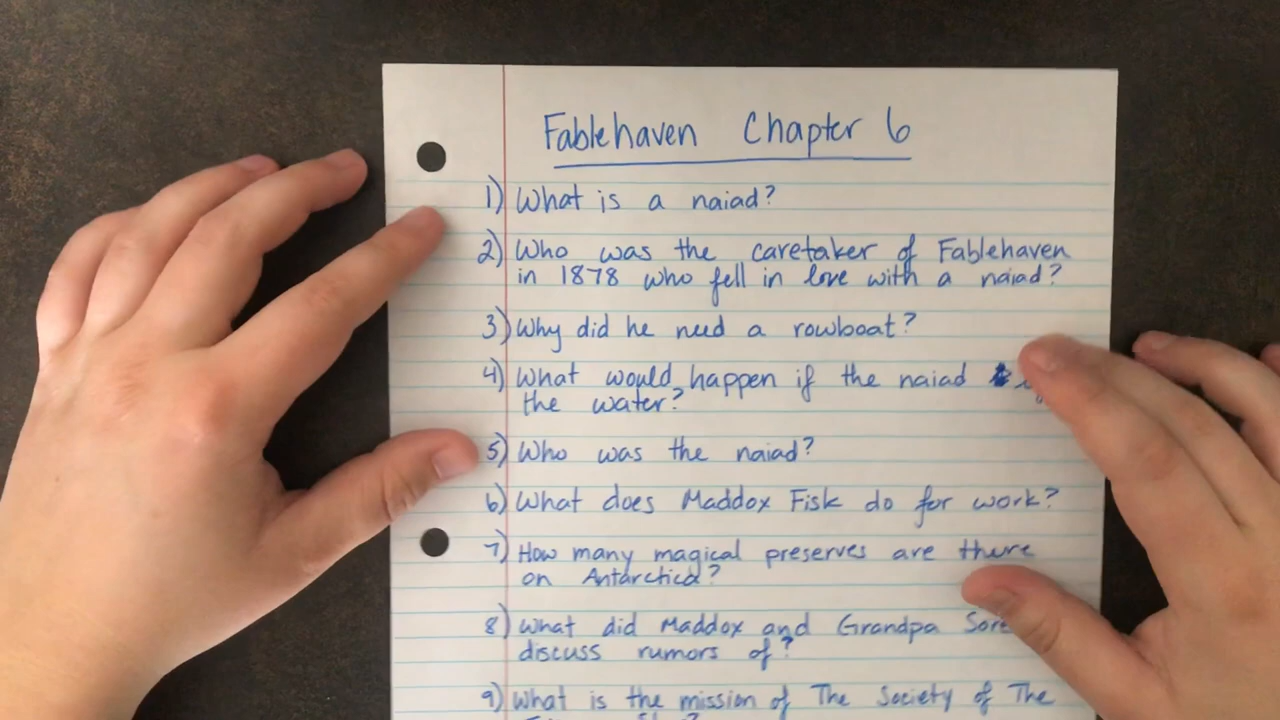 Fablehaven Chapter 6
1) What is a naiad?
2) Who was the caretaker of Fablehaven
in 1878 who fell in love with a naiad?
3) Why did he need a rowboat?
4) What would happen if the naiad
the water?
5) Who was the naiad?
6) What does Maddox Fisk do for work?
7) How many magical preserves are there
on Antarctica?
8) What did Maddox and Grandpa
discuss rumors of?
9) What is the mission of The Society of The